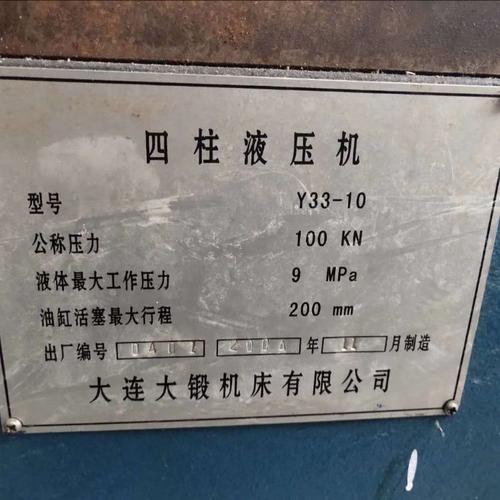 四柱液压机
型号 Y33-10
公称压力 100 KN
液体最大工作压力 9 MPa
油缸活塞最大行程 200 mm
出厂编号 年 月制造
大连大锻机床有限公司